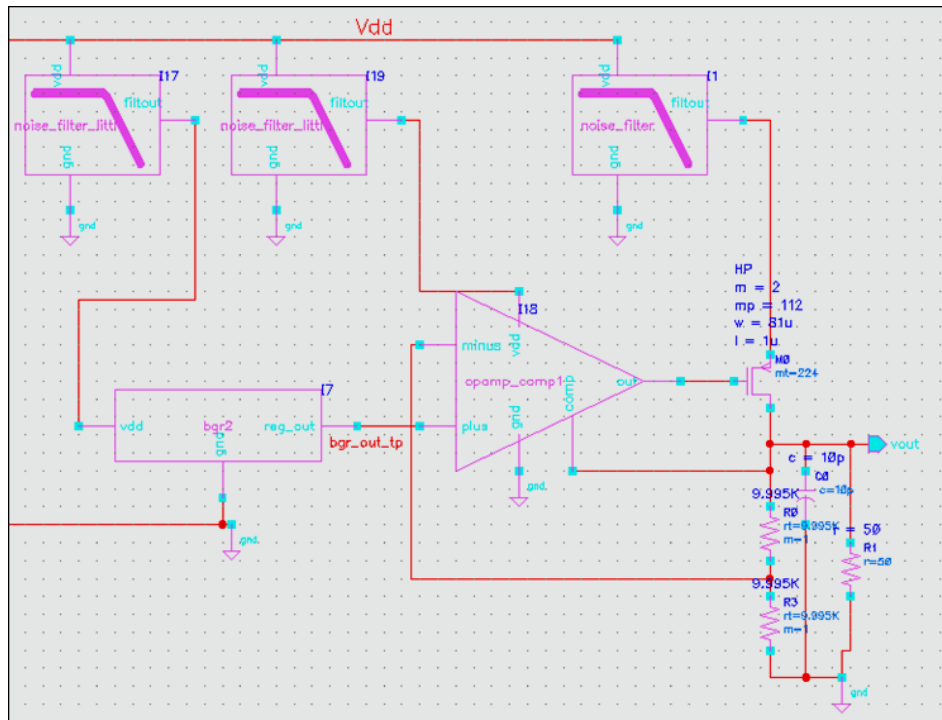 Vdd
I17
vdd
filtout
noise_filter_littl
gnd
gnd
I19
vdd
filtout
noise_filter_littl
gnd
gnd
I1
vdd
filtout
noise_filter
gnd
gnd
HP
m = 2
mp = .112
w = 81u
l = .1u
M0
mt=224
I18
minus
vdd
opamp_comp1
out
comp
gnd
plus
gnd
I7
vdd
bgr2
reg_out
gnd
bgr_out_tp
gnd
vout
c = 10p
C0
c=10p
9.995K
R0
rt=9.995K
m=1
r = 50
R1
r=50
9.995K
R3
rt=9.995K
m=1
gnd